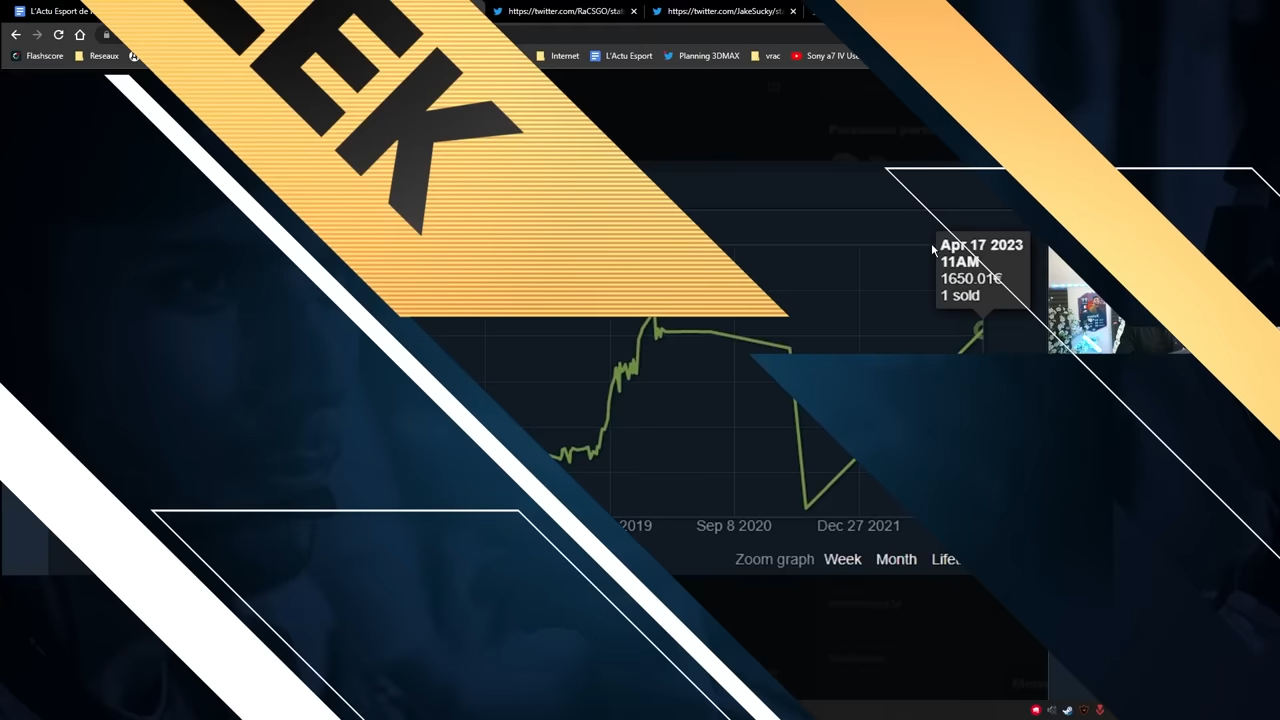 L'Actu Esport de
https://twitter.com/RaCSGO/stat
https://twitter.com/JakeSucky/st
Flashscore
Reseaux
Internet
L'Actu Esport
Planning 3DMAX
vrac
Sony a7 IV Use
EK
Apr 17 2023
11AM
1650.01€
1 sold
2019
Sep 8 2020
Dec 27 2021
Zoom graph
Week
Month
Life